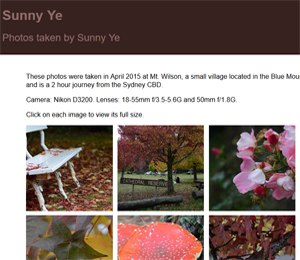 Sunny Ye
Photos taken by Sunny Ye
These photos were taken in April 2015 at Mt. Wilson, a small village located in the Blue Mou
and is a 2 hour journey from the Sydney CBD.
Camera: Nikon D3200. Lenses: 18-55mm f/3.5-5.6G and 50mm f/1.8G.
Click on each image to view its full size.
CATHEDRAL RESERVE